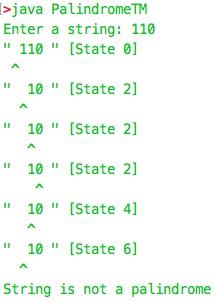 [>java PalindromeTM
Enter a string: 110
" 110 " [State 0]
  ^
"  10 " [State 2]
   ^
"  10 " [State 2]
    ^
"  10 " [State 2]
     ^
"  10 " [State 4]
    ^
"  10 " [State 6]
   ^
String is not a palindrome